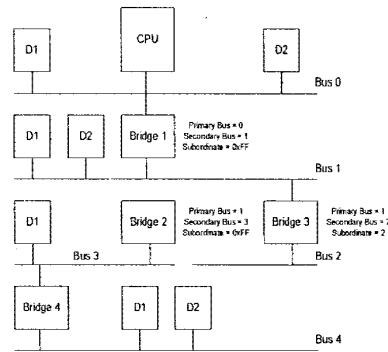 CPU
D1
D2
Bus 0
D1
D2
Bridge 1
Primary Bus = 0
Secondary Bus = 1
Subordinate = 0xFF
Bus 1
D1
Bridge 2
Primary Bus = 1
Secondary Bus = 3
Subordinate = 0xFF
Bridge 3
Primary Bus = 1
Secondary Bus =
Subordinate = 2
Bus 3
Bus 2
Bridge 4
D1
D2
Bus 4